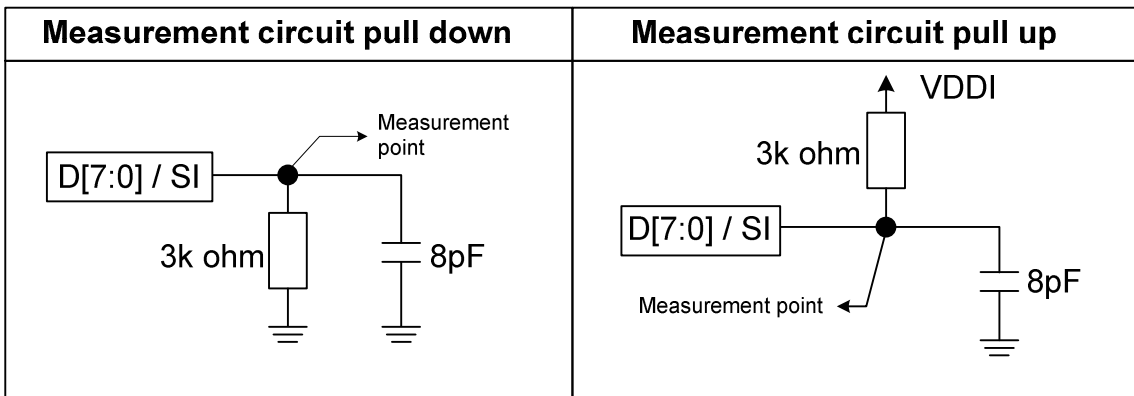 Measurement circuit pull down
Measurement
point
D[7:0] / SI
3k ohm
8pF
Measurement circuit pull up
VDDI
3k ohm
D[7:0] / SI
8pF
Measurement point